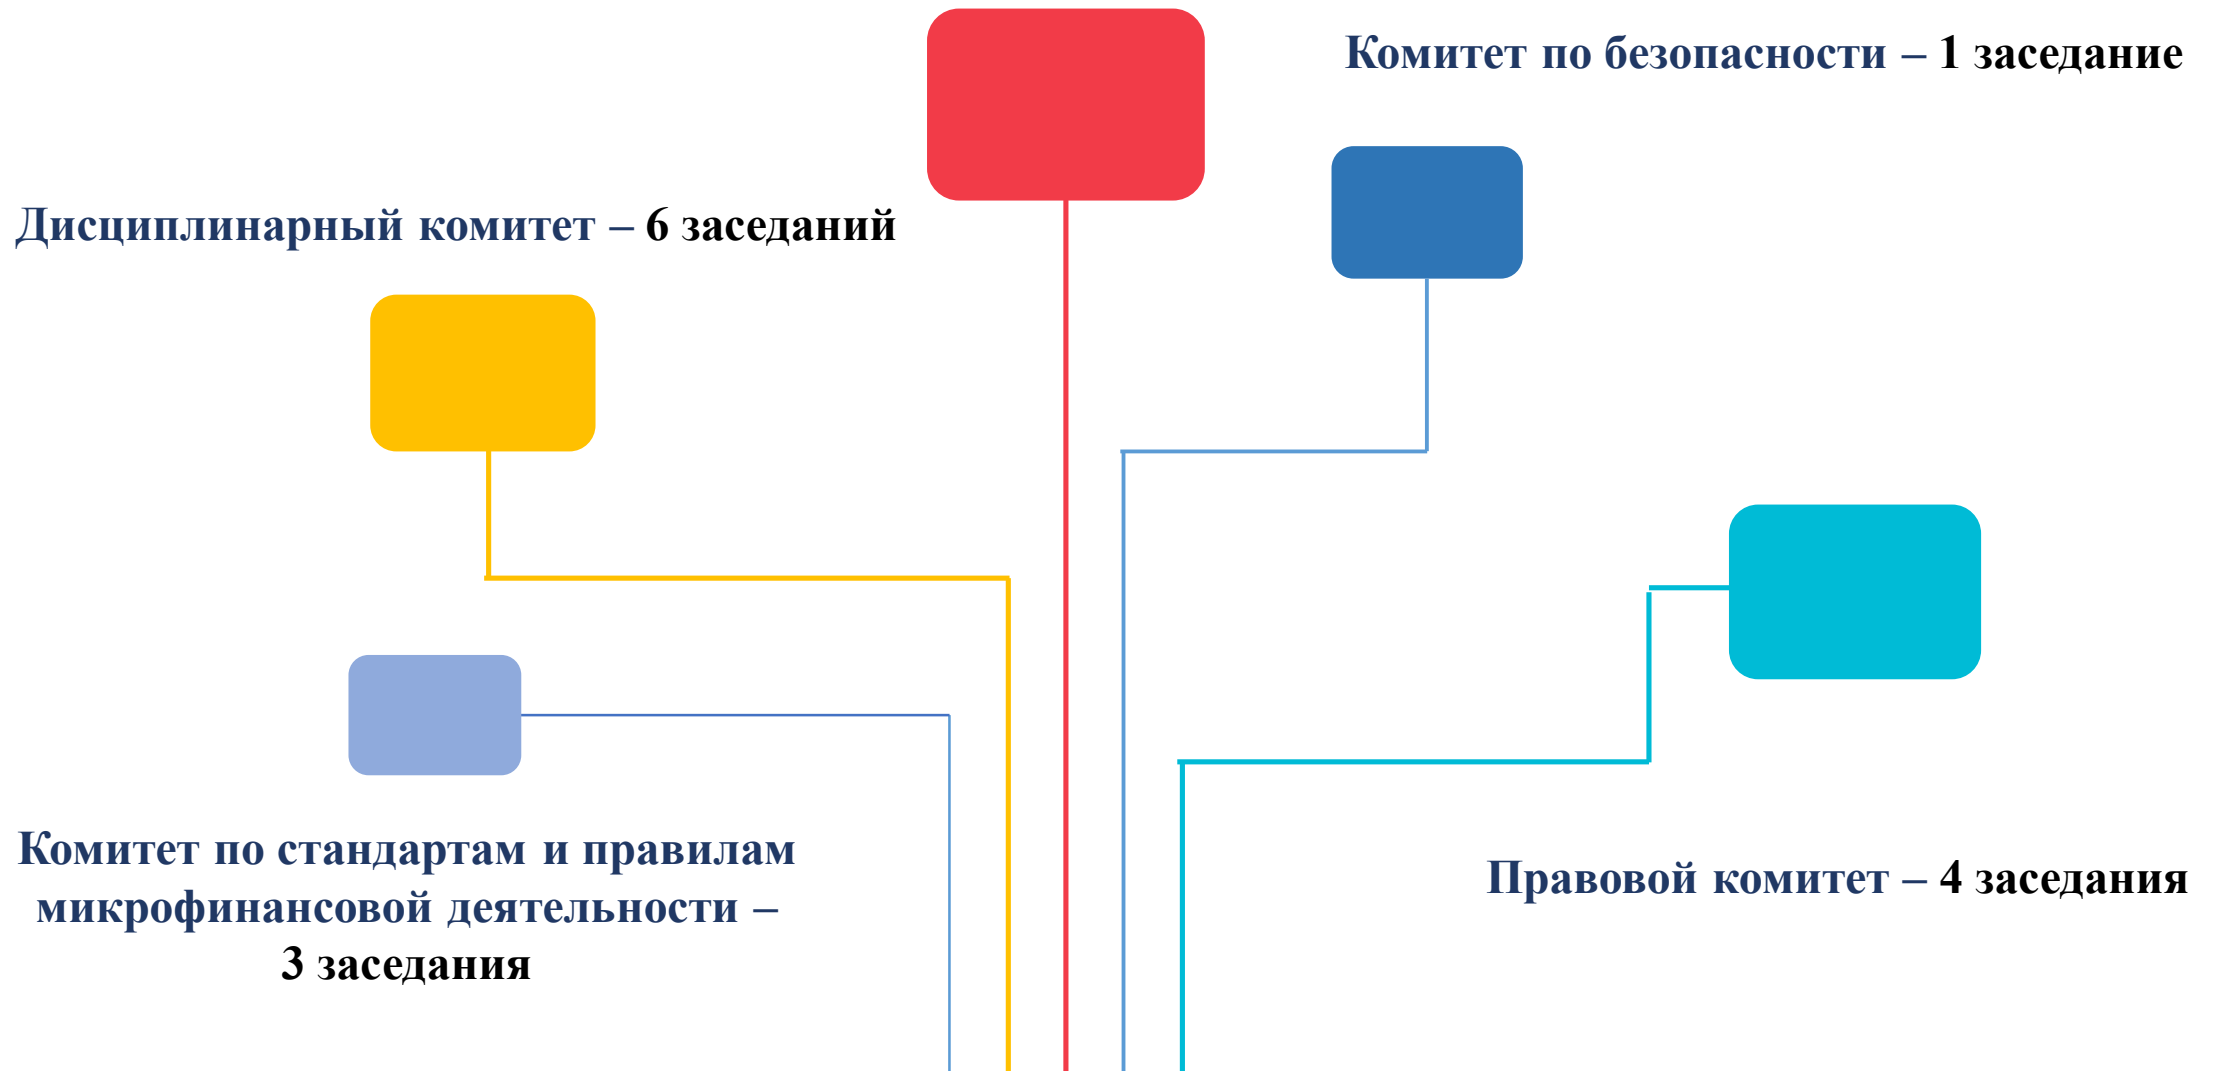 Комитет по безопасности – 1 заседание
Дисциплинарный комитет – 6 заседаний
Комитет по стандартам и правилам
микрофинансовой деятельности –
3 заседания
Правовой комитет – 4 заседания